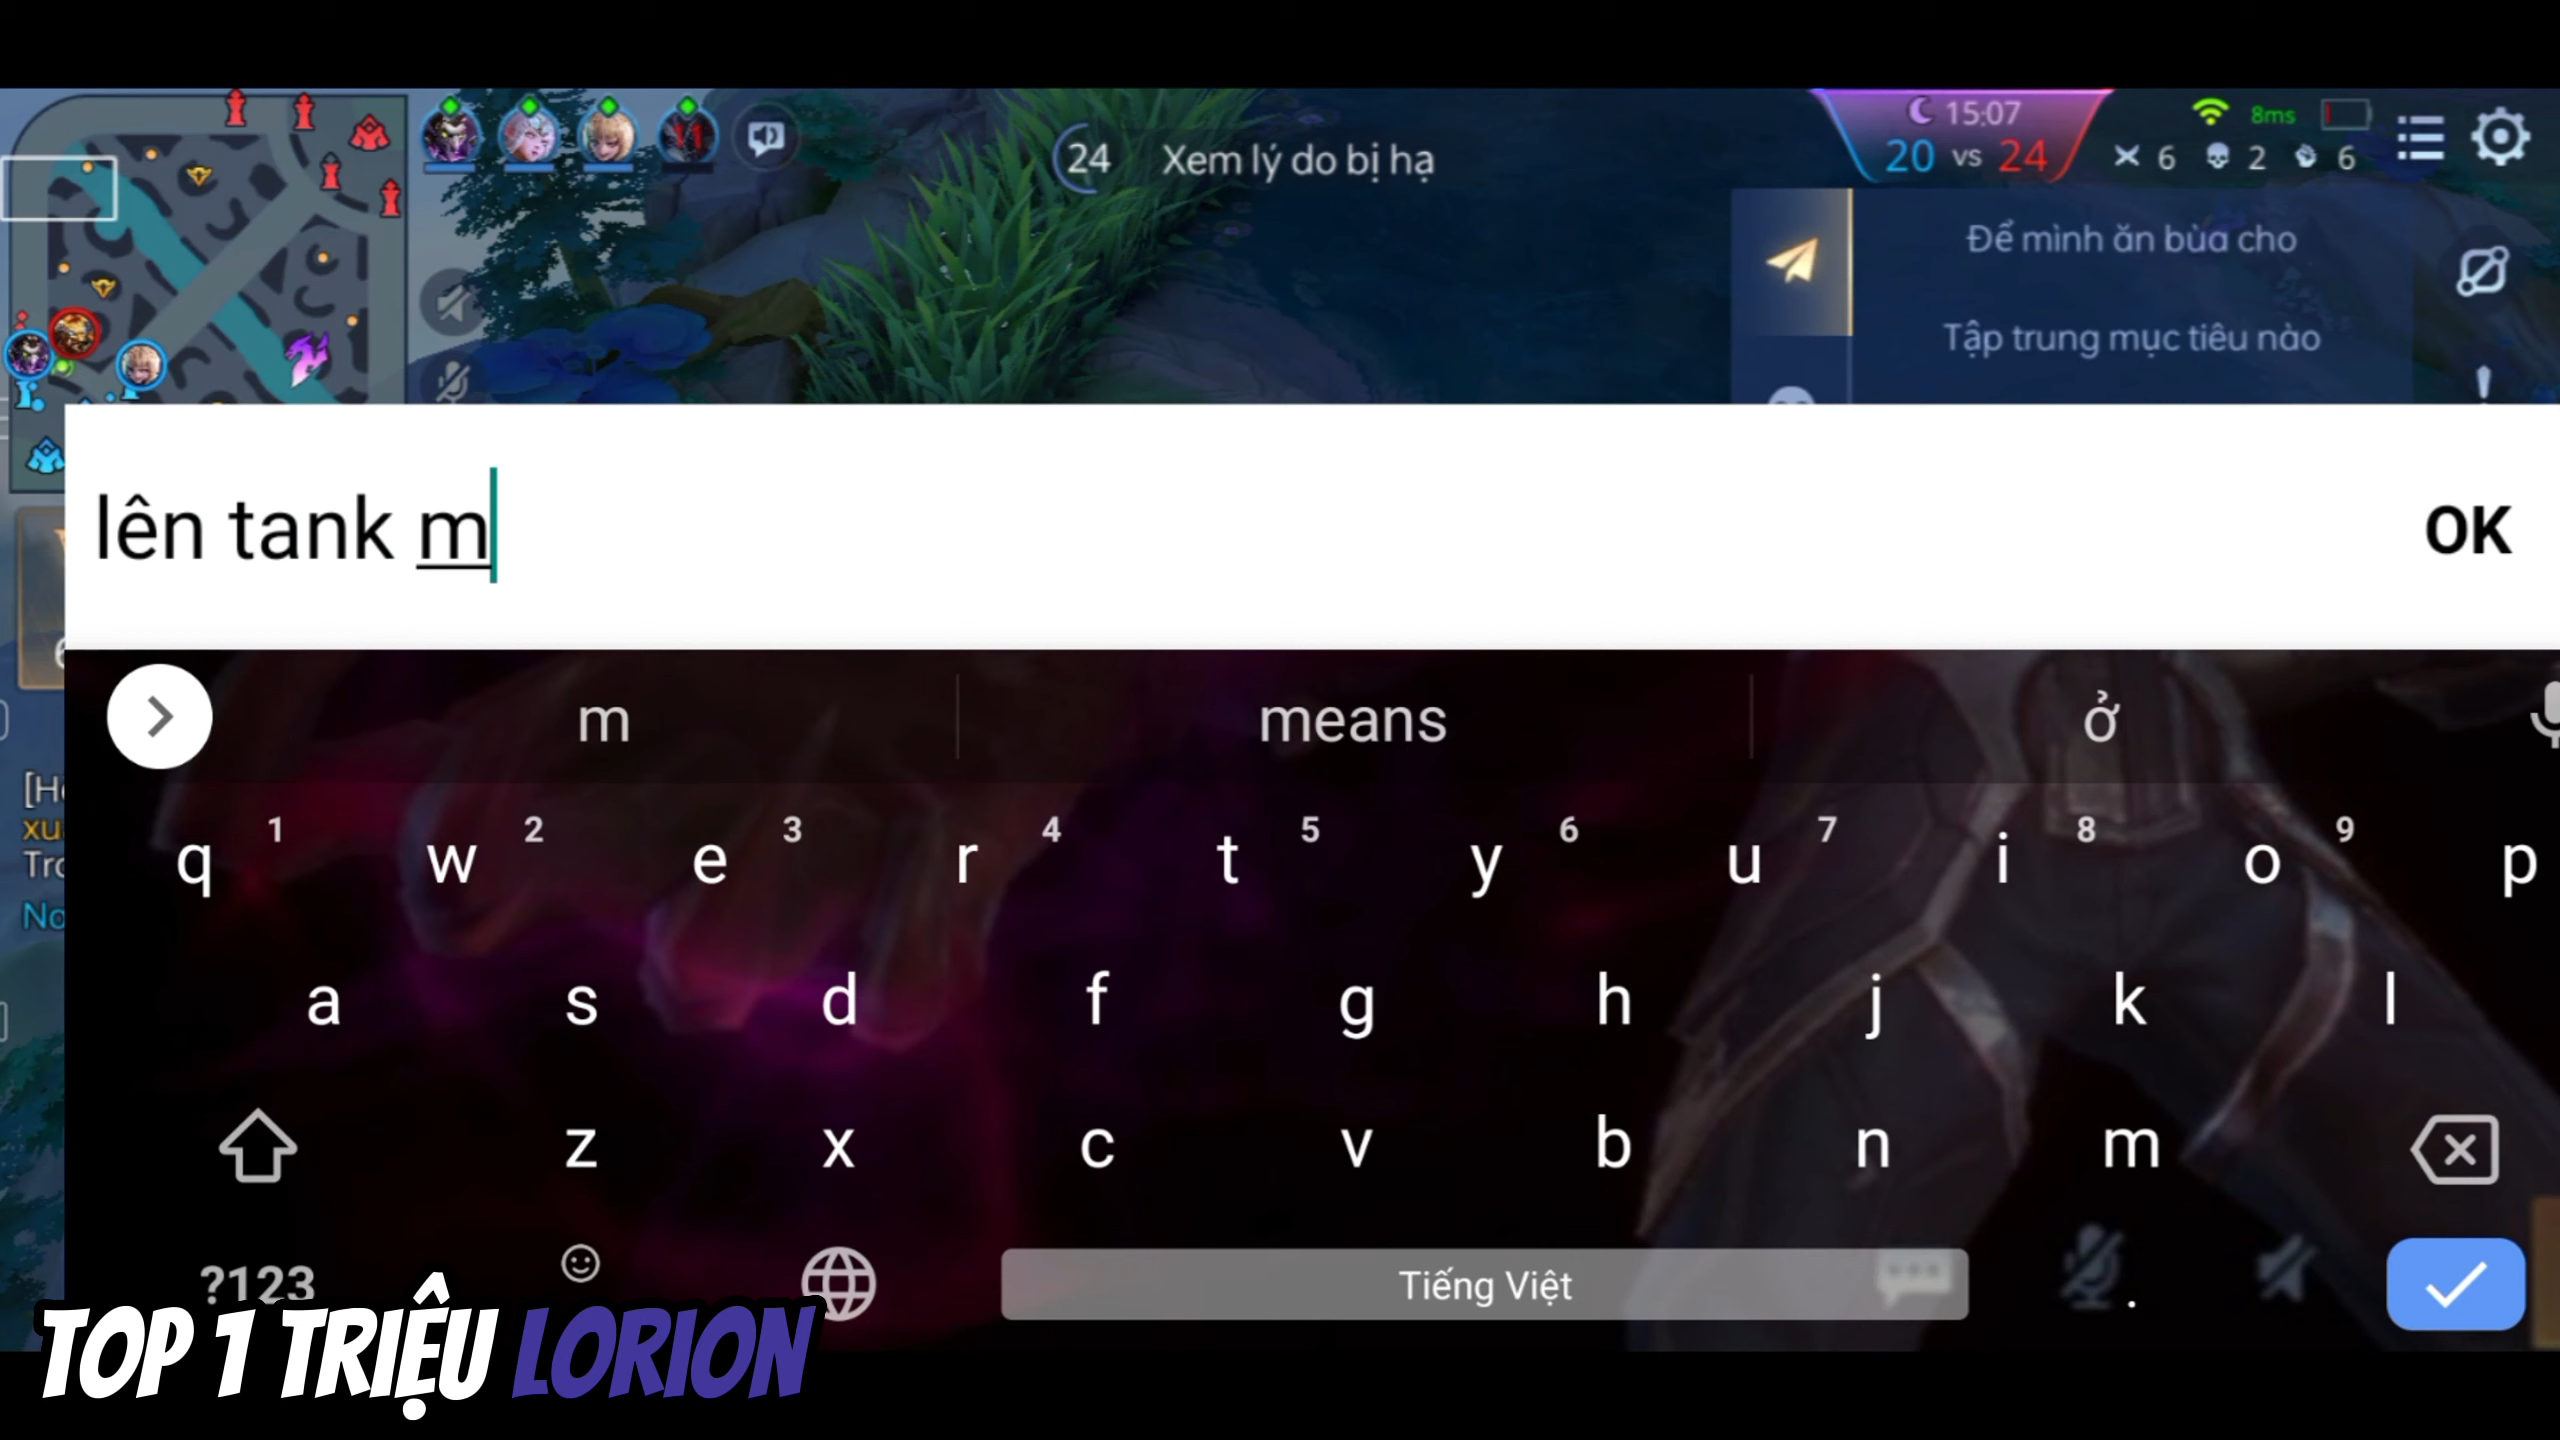 24 Xem lý do bị hạ
15:07
20 vs 24
8ms
6 2 6
Để mình ăn bùa cho
Tập trung mục tiêu nào
lên tank m
OK
m means ở
q 1 w 2 e 3 r 4 t 5 y 6 u 7 i 8 o 9 p
a s d f g h j k l
z x c v b n m
?123 Tiếng Việt .
TOP 1 TRIỆU LORION